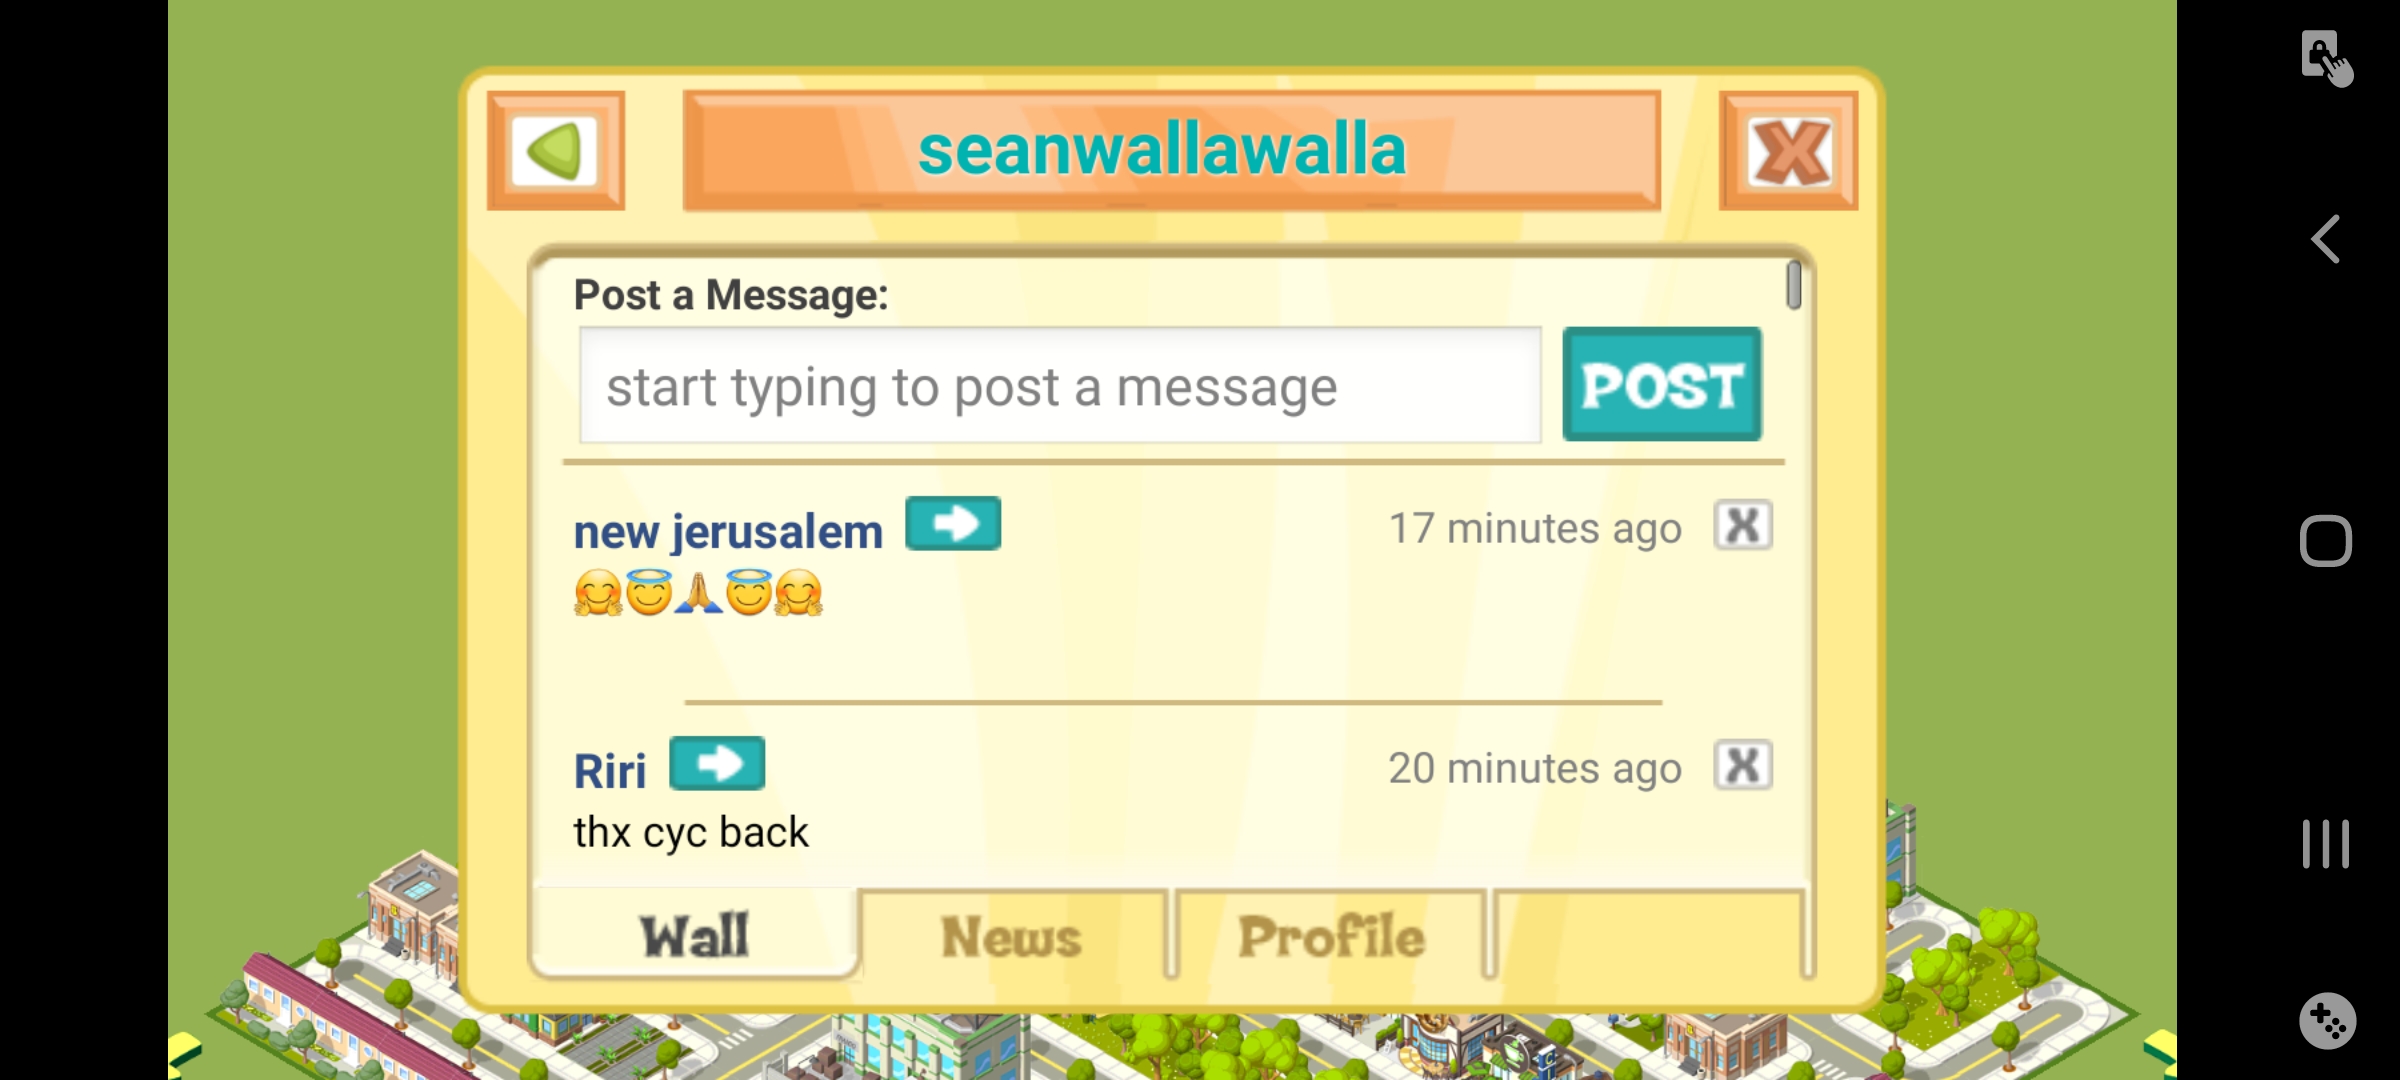 seanwallawalla
Post a Message:
start typing to post a message
POST
new jerusalem
17 minutes ago
X
🤗😇🙏😇🤗
Riri
20 minutes ago
X
thx cyc back
Wall
News
Profile